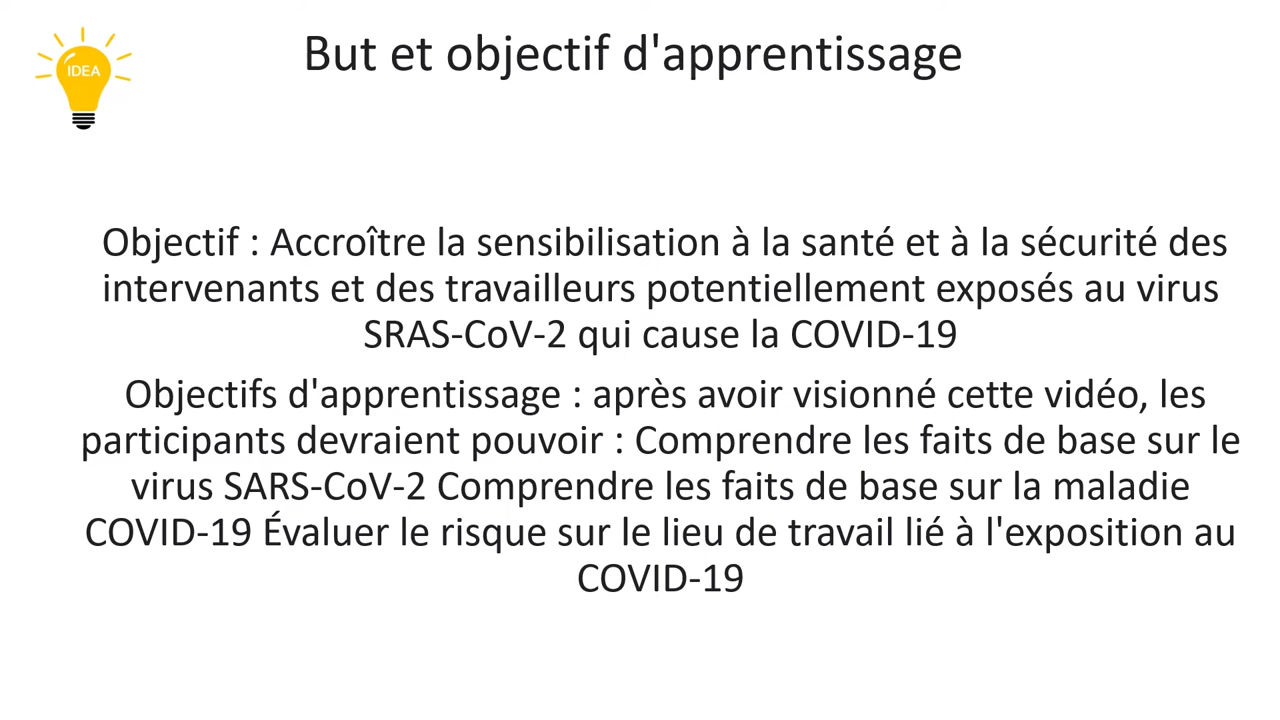 IDEA
But et objectif d'apprentissage
Objectif : Accroître la sensibilisation à la santé et à la sécurité des
intervenants et des travailleurs potentiellement exposés au virus
SRAS-CoV-2 qui cause la COVID-19
Objectifs d'apprentissage : après avoir visionné cette vidéo, les
participants devraient pouvoir : Comprendre les faits de base sur le
virus SARS-CoV-2 Comprendre les faits de base sur la maladie
COVID-19 Évaluer le risque sur le lieu de travail lié à l'exposition au
COVID-19